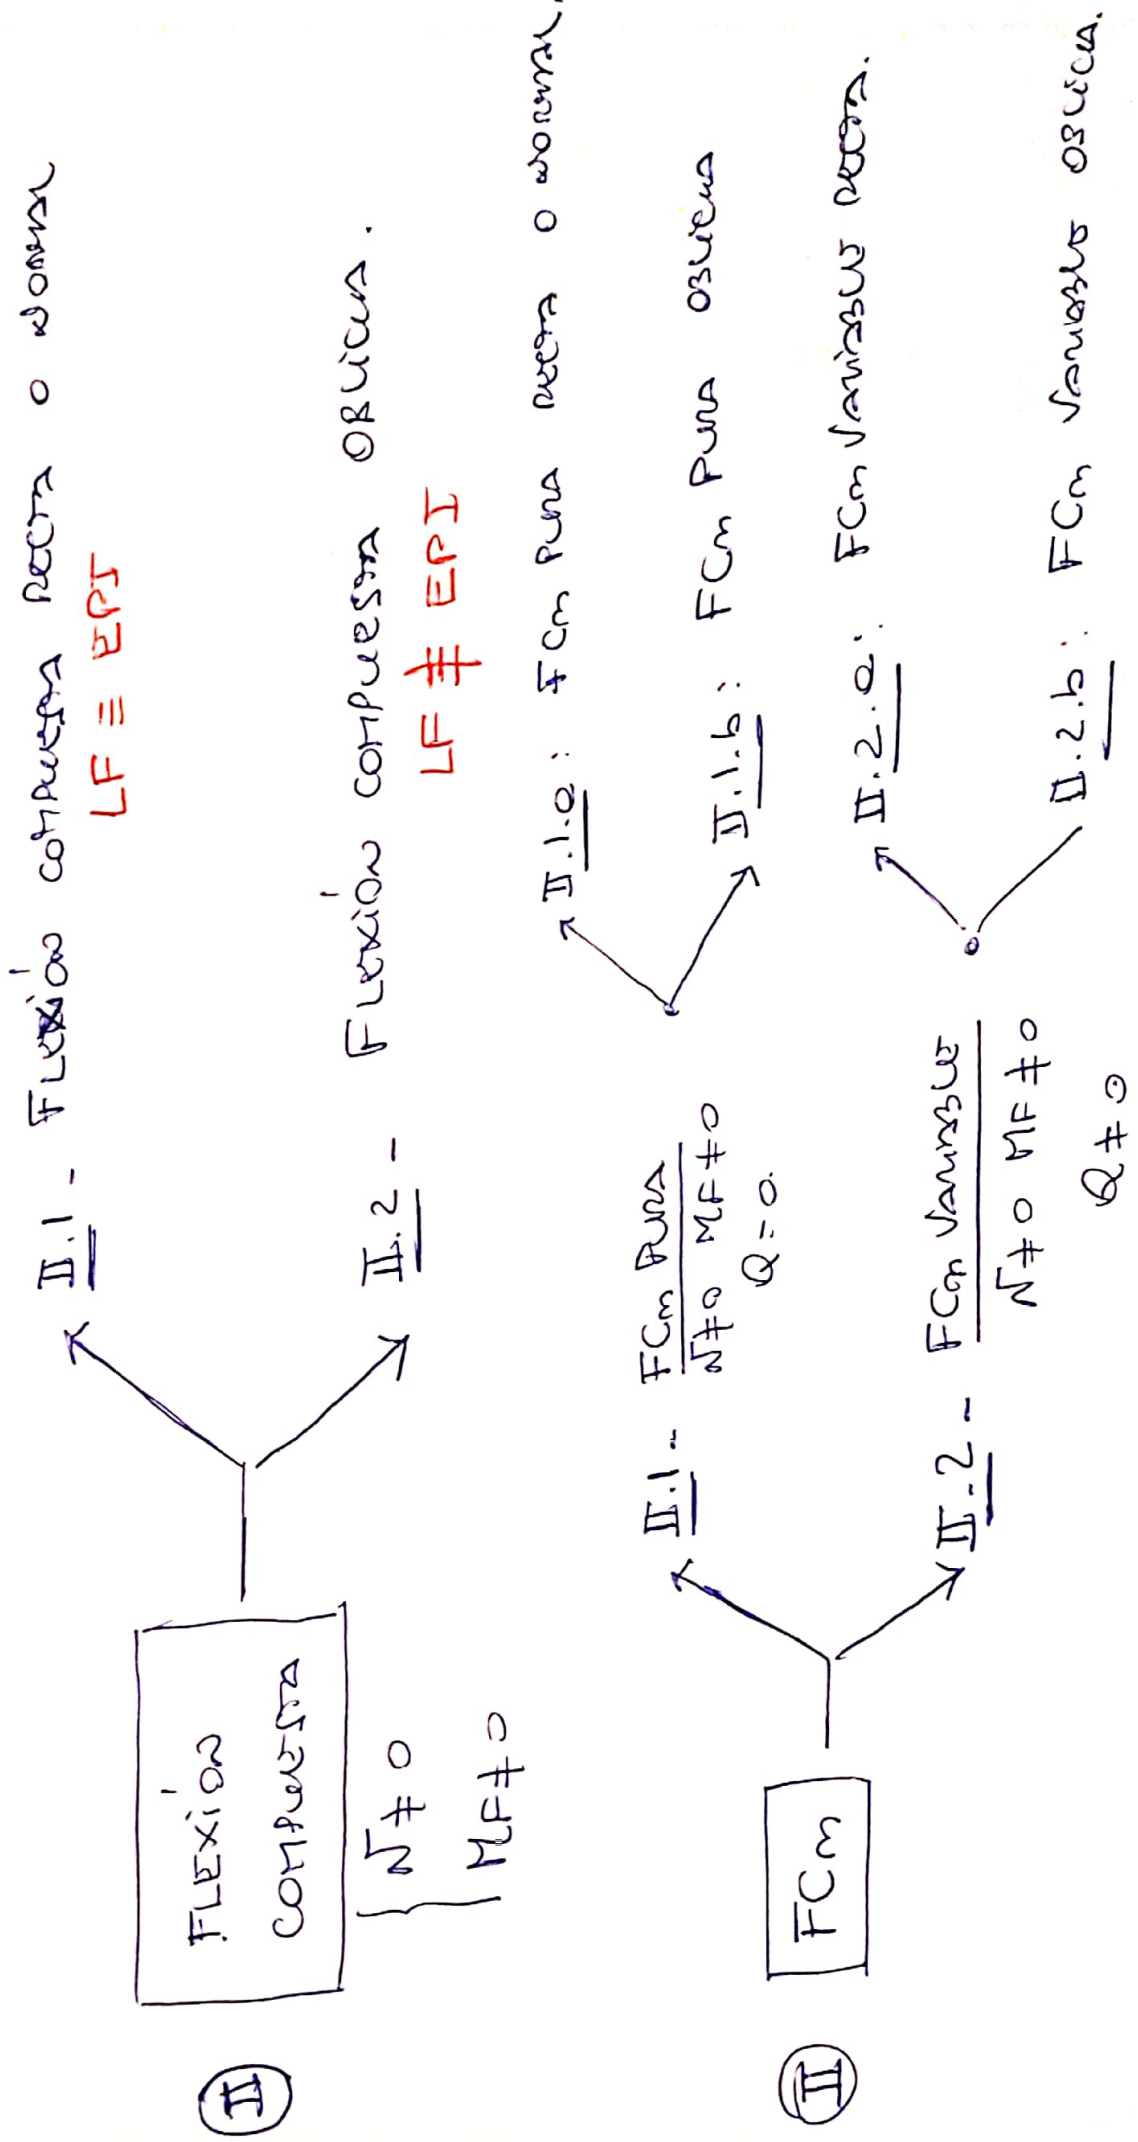 II
FLEXIÓN
COMPUESTA
N ≠ 0
MF ≠ 0
II.1 - FLEXIÓN COMPUESTA RECTA O NORMAL
LF ≡ EPI
II.2 - FLEXIÓN COMPUESTA OBLICUA.
LF ≢ EPI
II
FCm
II.1 - FCm PURA
N ≠ 0 MF ≠ 0
Q = 0.
II.1.a : FCm PURA RECTA O NORMAL.
II.1.b : FCm PURA OBLICUA
II.2 - FCm VARIABLE
N ≠ 0 MF ≠ 0
Q ≠ 0
II.2.a : FCm VARIABLE RECTA.
II.2.b : FCm VARIABLE OBLICUA.